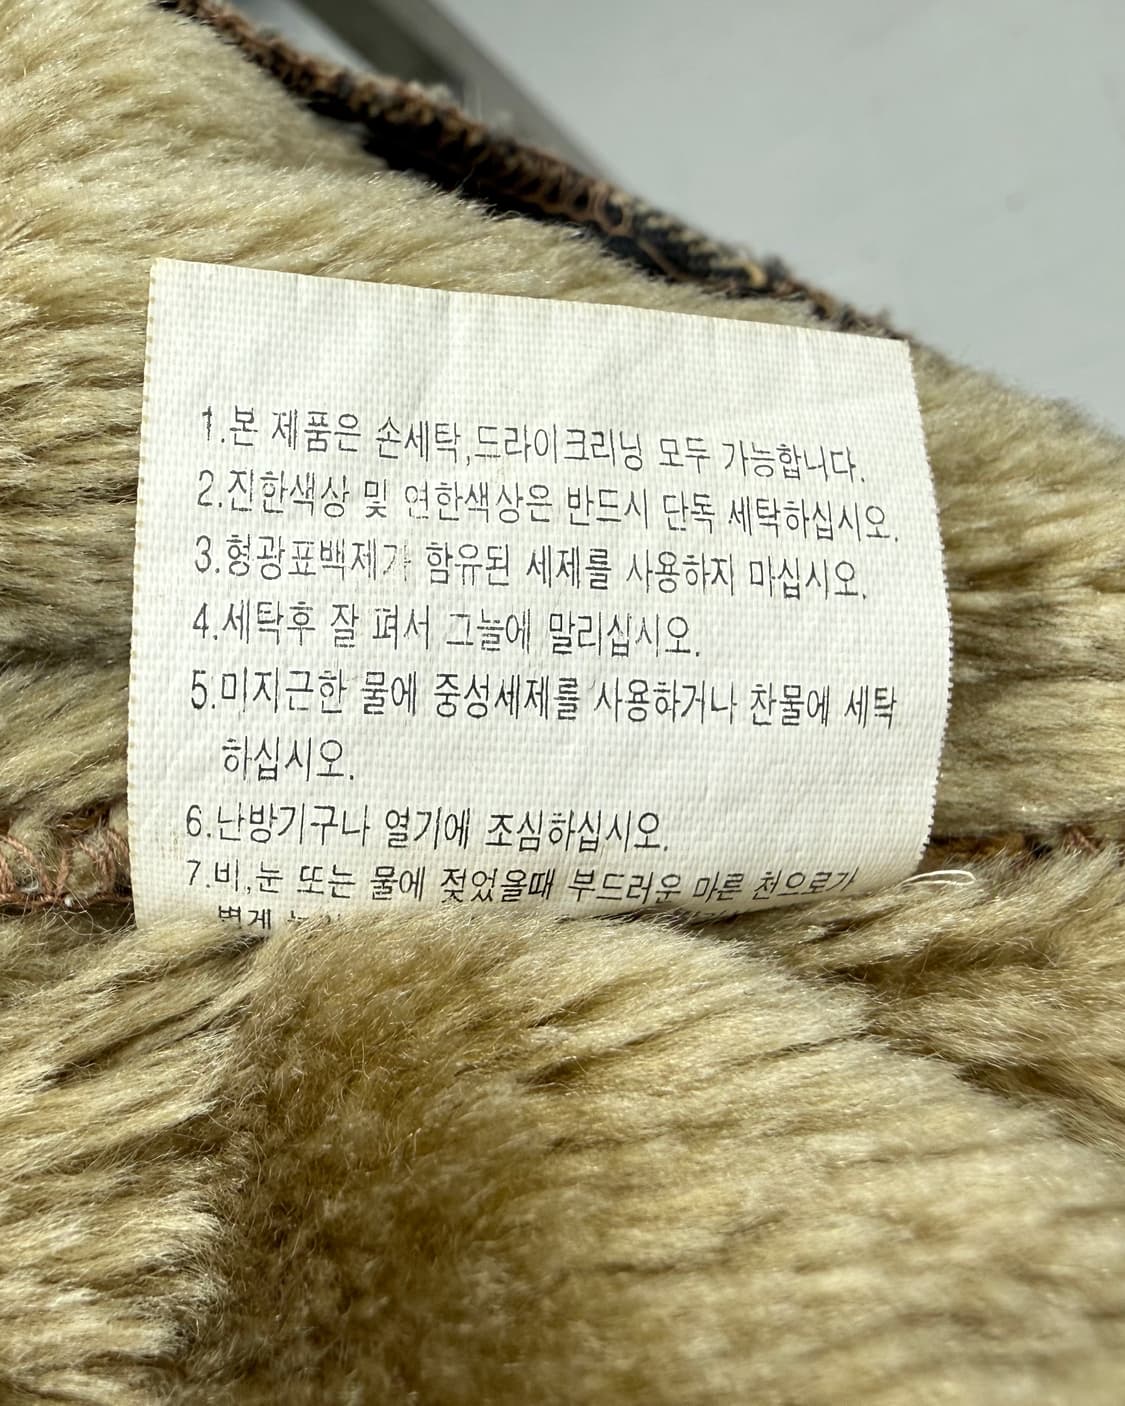 1.본 제품은 손세탁,드라이크리닝 모두 가능합니다.
2.진한색상 및 연한색상은 반드시 단독 세탁하십시오.
3.형광표백제가 함유된 세제를 사용하지 마십시오.
4.세탁후 잘 펴서 그늘에 말리십시오.
5.미지근한 물에 중성세제를 사용하거나 찬물에 세탁
하십시오.
6.난방기구나 열기에 조심하십시오.
7.비,눈 또는 물에 젖었을때 부드러운 마른 천으로가